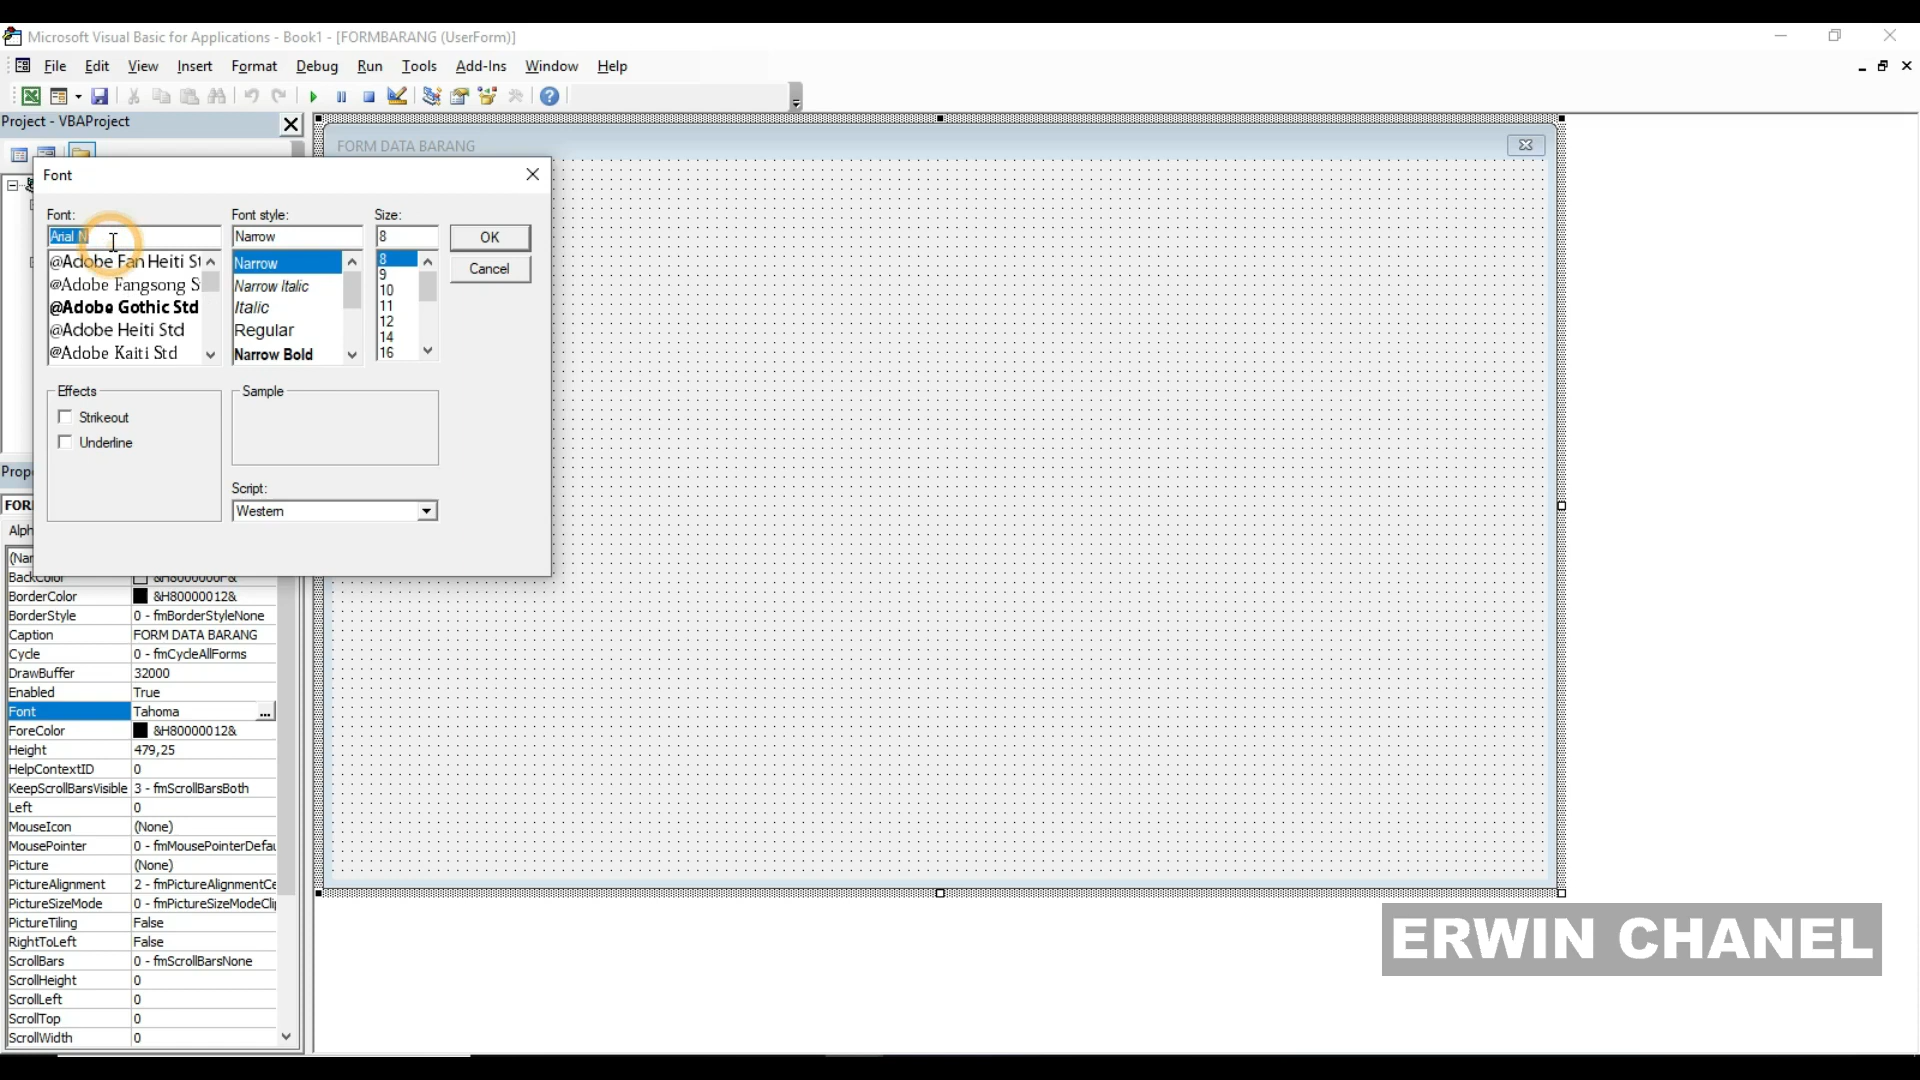 Microsoft Visual Basic for Applications - Book1 - [FORMBARANG (UserForm)]
File Edit View Insert Format Debug Run Tools Add-Ins Window Help
Project - VBAProject
FORM DATA BARANG
Font
Font:
Font style:
Size:
Arial N
Narrow
8
OK
Cancel
@Adobe Fan Heiti St
@Adobe Fangsong S
@Adobe Gothic Std
@Adobe Heiti Std
@Adobe Kaiti Std
Narrow
Narrow Italic
Italic
Regular
Narrow Bold
8
9
10
11
12
14
16
Effects
Strikeout
Underline
Sample
Script:
Western
Prop
FOR
Alph
(Nar
BackColor &H8000000F&
BorderColor &H80000012&
BorderStyle 0 - fmBorderStyleNone
Caption FORM DATA BARANG
Cycle 0 - fmCycleAllForms
DrawBuffer 32000
Enabled True
Font Tahoma ...
ForeColor &H80000012&
Height 479,25
HelpContextID 0
KeepScrollBarsVisible 3 - fmScrollBarsBoth
Left 0
MouseIcon (None)
MousePointer 0 - fmMousePointerDefau
Picture (None)
PictureAlignment 2 - fmPictureAlignmentCe
PictureSizeMode 0 - fmPictureSizeModeCli
PictureTiling False
RightToLeft False
ScrollBars 0 - fmScrollBarsNone
ScrollHeight 0
ScrollLeft 0
ScrollTop 0
ScrollWidth 0
ERWIN CHANEL